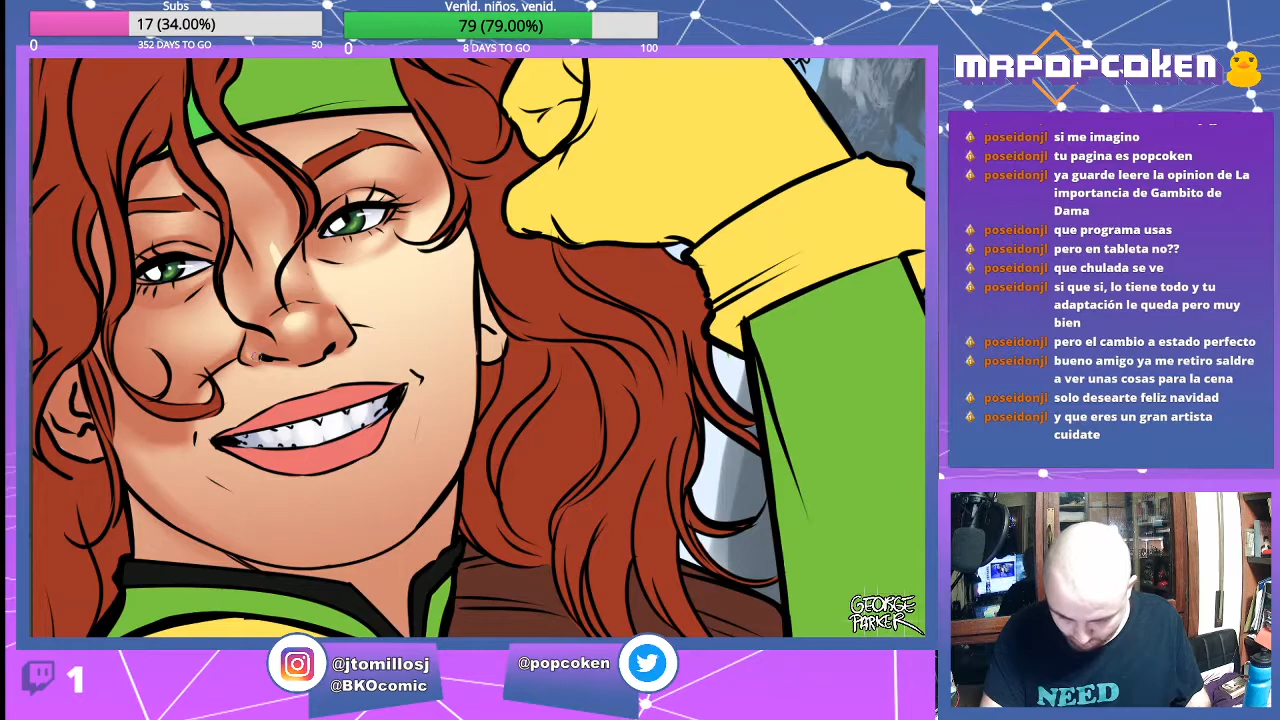 Subs
17 (34.00%)
0
352 DAYS TO GO
50
Venid. niños, venid.
79 (79.00%)
0
8 DAYS TO GO
100
MRPOPCOKEN
poseidonjl si me imagino
poseidonjl tu pagina es popcoken
poseidonjl ya guarde leere la opinion de La
importancia de Gambito de
Dama
poseidonjl que programa usas
poseidonjl pero en tableta no??
poseidonjl que chulada se ve
poseidonjl si que si, lo tiene todo y tu
adaptación le queda pero muy
bien
poseidonjl pero el cambio a estado perfecto
poseidonjl bueno amigo ya me retiro saldre
a ver unas cosas para la cena
poseidonjl solo desearte feliz navidad
poseidonjl y que eres un gran artista
cuidate
GEORGE
PARKER
NEED
1
@jtomillosj
@BKOcomic
@popcoken